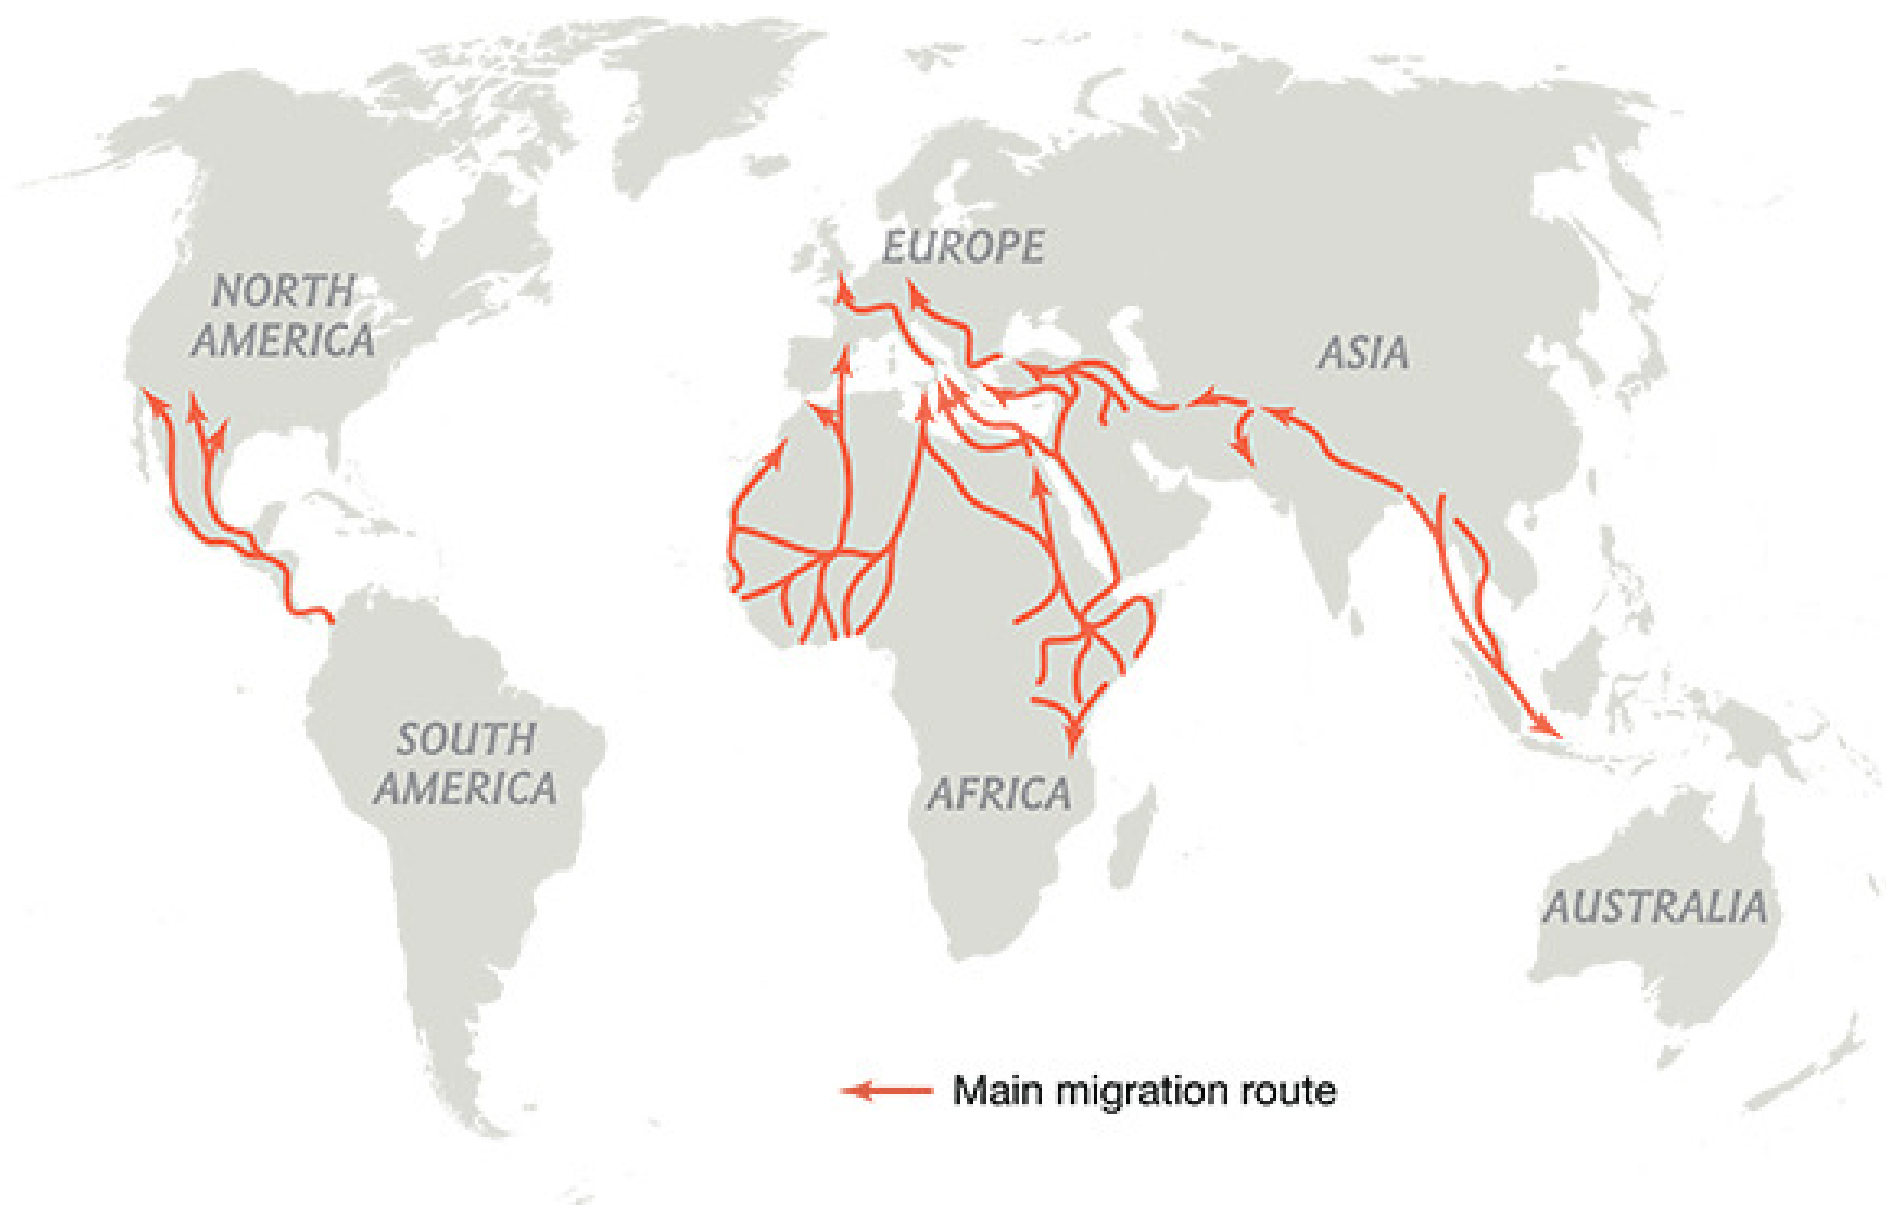 EUROPE
NORTH
AMERICA
ASIA
SOUTH
AMERICA
AFRICA
AUSTRALIA
Main migration route